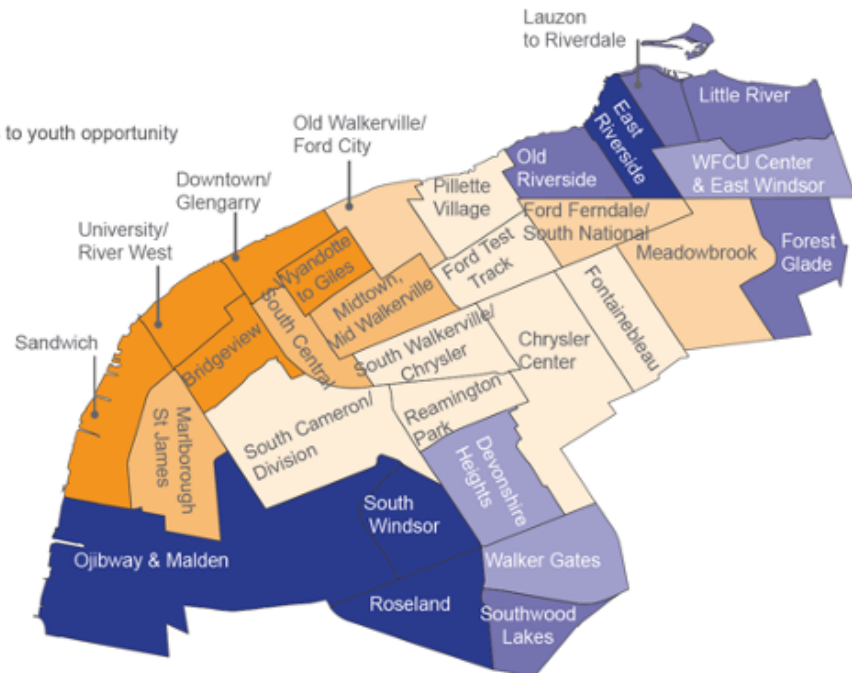 Lauzon
to Riverdale
Little River
East
Riverside
s to youth opportunity
Old Walkerville/
Ford City
Old
Riverside
WFCU Center
& East Windsor
Downtown/
Glengarry
Pillette
Village
Ford Ferndale/
South National
University/
River West
Meadowbrook
Forest
Glade
Wyandotte
to Giles
Ford Test
Track
Midtown,
Mid Walkerville
Fontainebleau
South Central
Sandwich
Bridgeview
South Walkerville/
Chrysler
Chrysler
Center
Marlborough
St James
South Cameron/
Division
Reamington
Park
Devonshire
Heights
South
Windsor
Ojibway & Malden
Walker Gates
Roseland
Southwood
Lakes